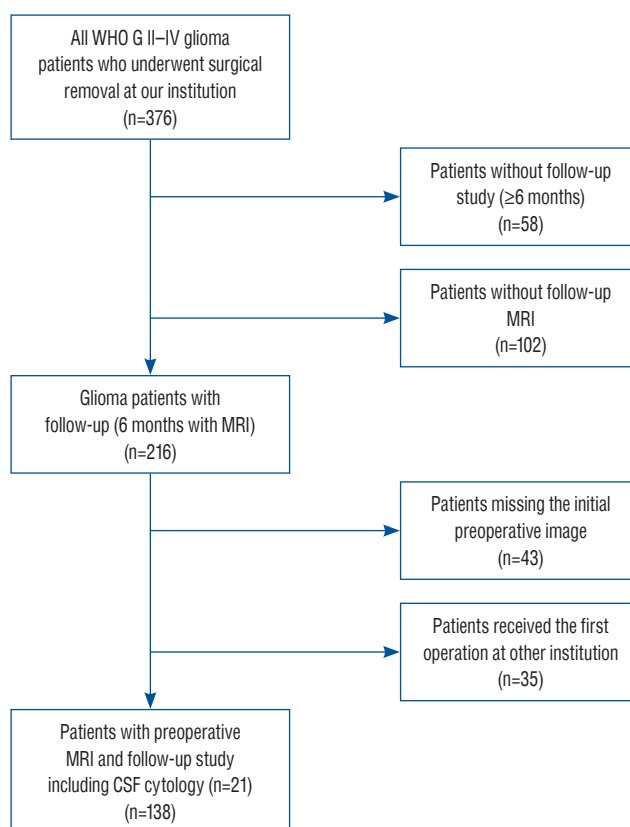 All WHO G II–IV glioma
patients who underwent surgical
removal at our institution
(n=376)
Patients without follow-up
study (≥6 months)
(n=58)
Patients without follow-up
MRI
(n=102)
Glioma patients with
follow-up (6 months with MRI)
(n=216)
Patients missing the initial
preoperative image
(n=43)
Patients received the first
operation at other institution
(n=35)
Patients with preoperative
MRI and follow-up study
including CSF cytology (n=21)
(n=138)